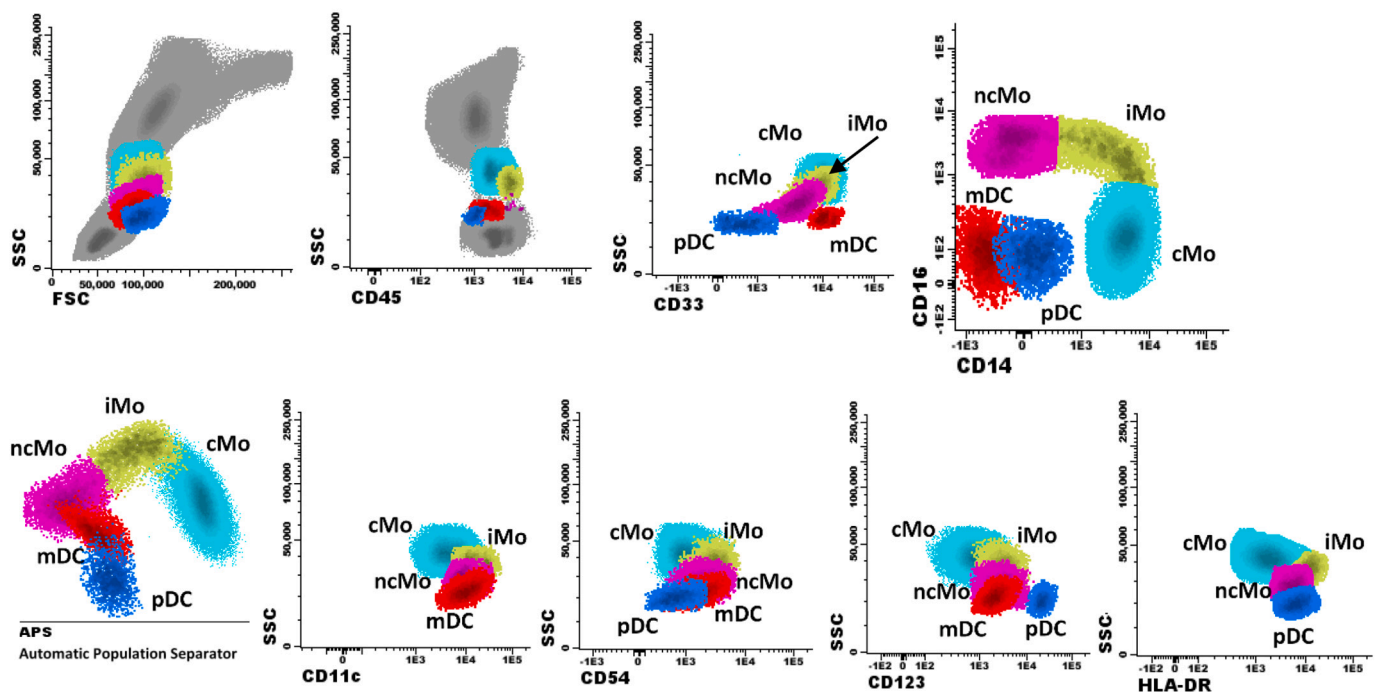 250,000
100,000
50,000
0
SSC
50,000 100,000 200,000
FSC
250,000
100,000
50,000
0
SSC
0 1E2 1E3 1E4 1E5
CD45
250,000
100,000
50,000
0
SSC
cMo
iMo
ncMo
pDC
mDC
-1E3 0 1E3 1E4 1E5
CD33
1E5
1E4
1E3
1E2
0
-1E2
CD16
ncMo
iMo
mDC
cMo
pDC
-1E3 0 1E3 1E4 1E5
CD14
iMo
ncMo
cMo
mDC
pDC
APS
Automatic Population Separator
250,000
100,000
50,000
0
SSC
cMo
iMo
ncMo
mDC
0 1E3 1E4 1E5
CD11c
250,000
100,000
50,000
0
SSC
cMo
iMo
ncMo
pDC
mDC
-1E3 0 1E3 1E4 1E5
CD54
250,000
100,000
50,000
0
SSC
cMo
iMo
ncMo
mDC
pDC
-1E2 0 1E2 1E3 1E4 1E5
CD123
250,000
100,000
50,000
0
SSC
cMo
iMo
ncMo
pDC
-1E2 0 1E2 1E3 1E4 1E5
HLA-DR